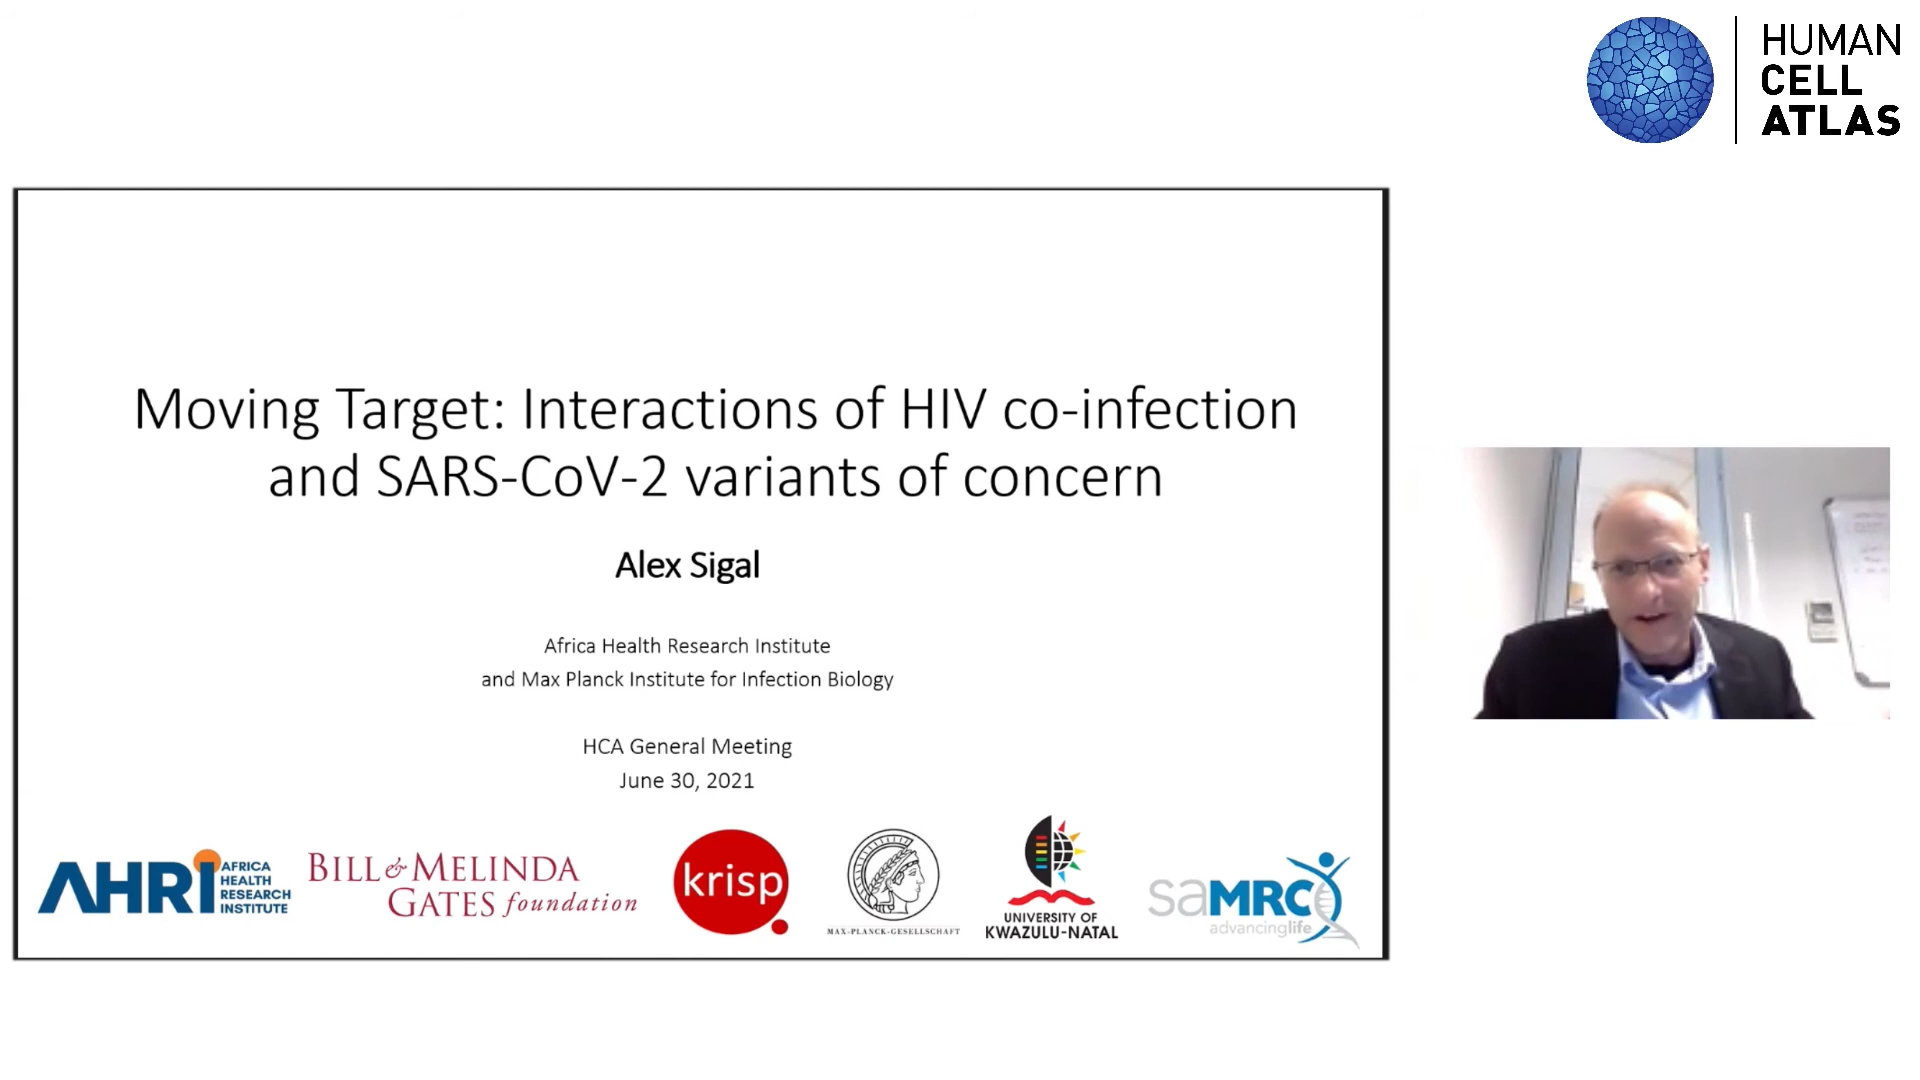 HUMAN
CELL
ATLAS
Moving Target: Interactions of HIV co-infection
and SARS-CoV-2 variants of concern
Alex Sigal
Africa Health Research Institute
and Max Planck Institute for Infection Biology
HCA General Meeting
June 30, 2021
AHRI AFRICA
HEALTH
RESEARCH
INSTITUTE
BILL & MELINDA
GATES foundation
krisp
MAX-PLANCK-GESELLSCHAFT
UNIVERSITY OF
KWAZULU-NATAL
saMRC
advancinglife